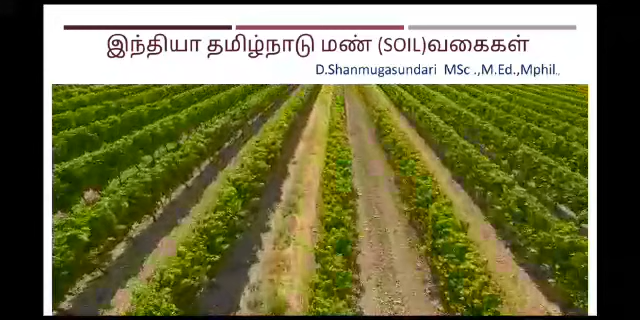 இந்தியா தமிழ்நாடு மண் (SOIL)வகைகள்
D.Shanmugasundari MSc .,M.Ed.,Mphil.,